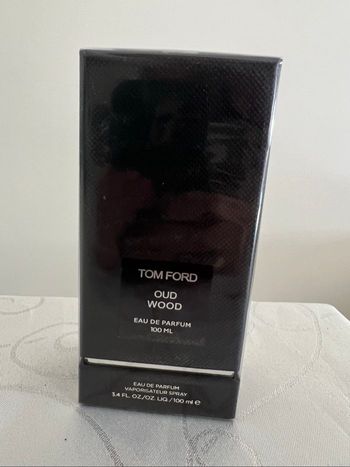 TOM FORD
OUD
WOOD
EAU DE PARFUM
100 ML
EAU DE PARFUM
VAPORISATEUR SPRAY
3.4 FL. OZ./OZ. LIQ / 100 ml e